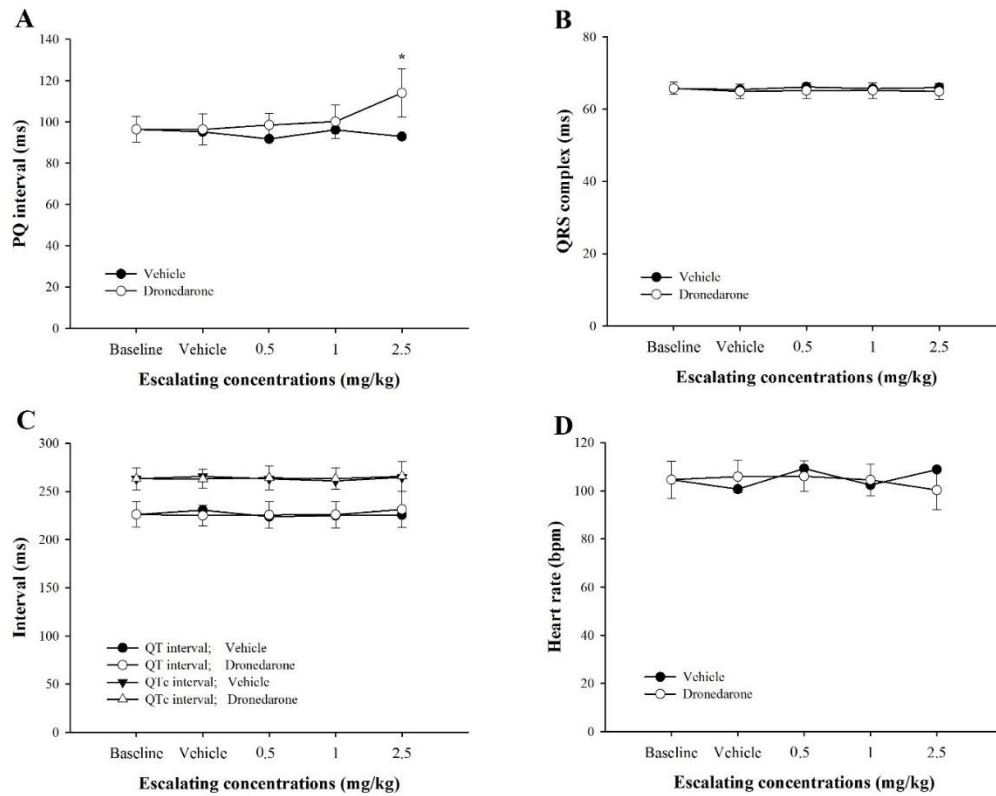 A
PQ interval (ms)
140
120
100
80
60
40
20
0
*
Vehicle
Dronedarone
Baseline Vehicle 0.5 1 2.5
Escalating concentrations (mg/kg)
B
QRS complex (ms)
80
60
40
20
0
Vehicle
Dronedarone
Baseline Vehicle 0.5 1 2.5
Escalating concentrations (mg/kg)
C
Interval (ms)
300
250
200
150
100
50
0
QT interval; Vehicle
QT interval; Dronedarone
QTc interval; Vehicle
QTc interval; Dronedarone
Baseline Vehicle 0.5 1 2.5
Escalating concentrations (mg/kg)
D
Heart rate (bpm)
120
100
80
60
40
20
0
Vehicle
Dronedarone
Baseline Vehicle 0.5 1 2.5
Escalating concentrations (mg/kg)